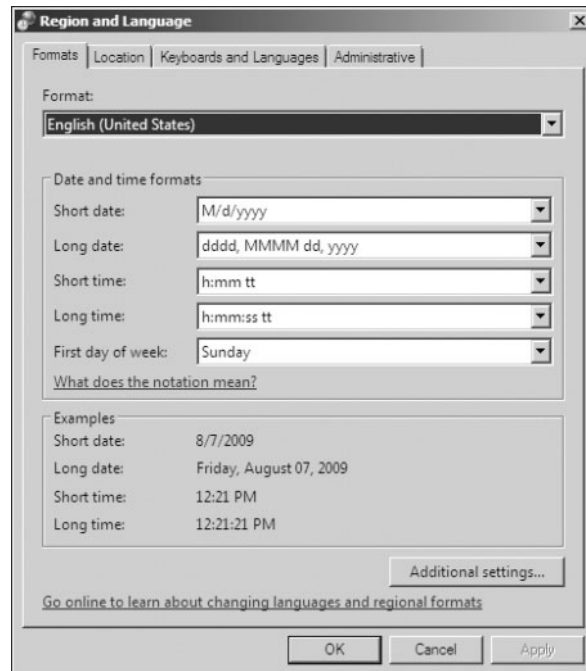 Region and Language
Formats Location Keyboards and Languages Administrative
Format:
English (United States)
Date and time formats
Short date: M/d/yyyy
Long date: dddd, MMMM dd, yyyy
Short time: h:mm tt
Long time: h:mm:ss tt
First day of week: Sunday
What does the notation mean?
Examples
Short date: 8/7/2009
Long date: Friday, August 07, 2009
Short time: 12:21 PM
Long time: 12:21:21 PM
Additional settings...
Go online to learn about changing languages and regional formats
OK Cancel Apply